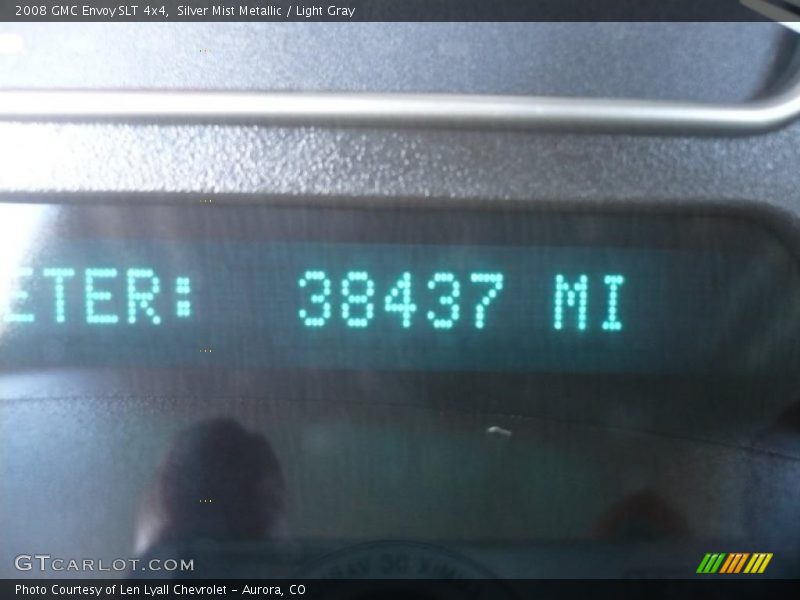 2008 GMC Envoy SLT 4x4, Silver Mist Metallic / Light Gray
ETER: 38437 MI
GTCARLOT.COM
Photo Courtesy of Len Lyall Chevrolet – Aurora, CO